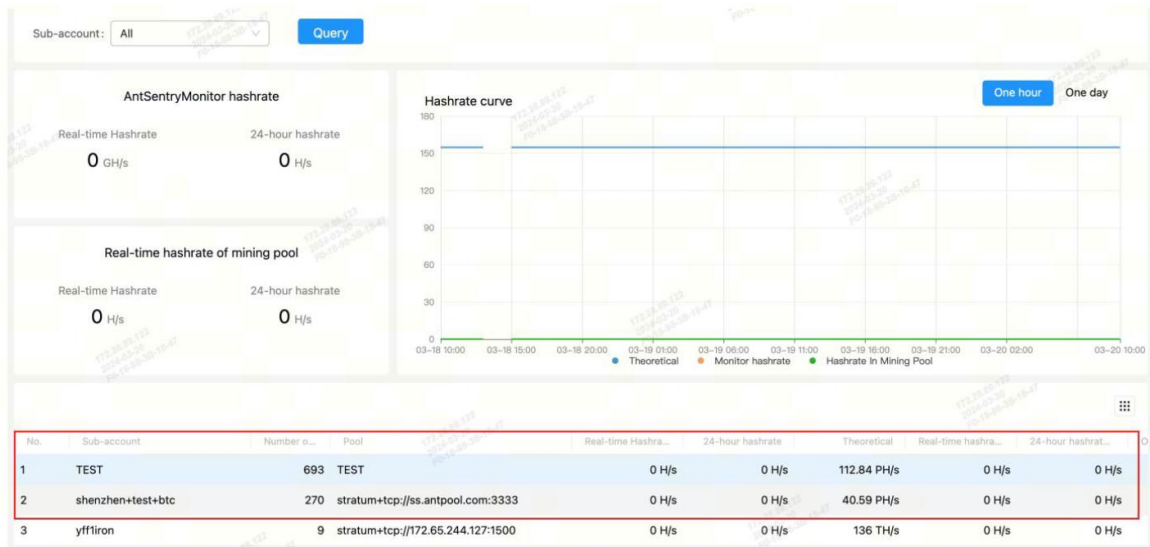 Sub-account: All Query
AntSentryMonitor hashrate
Real-time Hashrate 24-hour hashrate
0 GH/s 0 H/s
Real-time hashrate of mining pool
Real-time Hashrate 24-hour hashrate
0 H/s 0 H/s
Hashrate curve One hour One day
180
150
120
90
60
30
0
03-18 10:00 03-18 15:00 03-18 20:00 03-19 01:00 03-19 06:00 03-19 11:00 03-19 16:00 03-19 21:00 03-20 02:00 03-20 10:00
Theoretical Monitor hashrate Hashrate In Mining Pool
No. Sub-account Number o... Pool Real-time Hashra... 24-hour hashrate Theoretical Real-time hashra... 24-hour hashrat...
1 TEST 693 TEST 0 H/s 0 H/s 112.84 PH/s 0 H/s 0 H/s
2 shenzhen+test+btc 270 stratum+tcp://ss.antpool.com:3333 0 H/s 0 H/s 40.59 PH/s 0 H/s 0 H/s
3 yff1iron 9 stratum+tcp://172.65.244.127:1500 0 H/s 0 H/s 136 TH/s 0 H/s 0 H/s